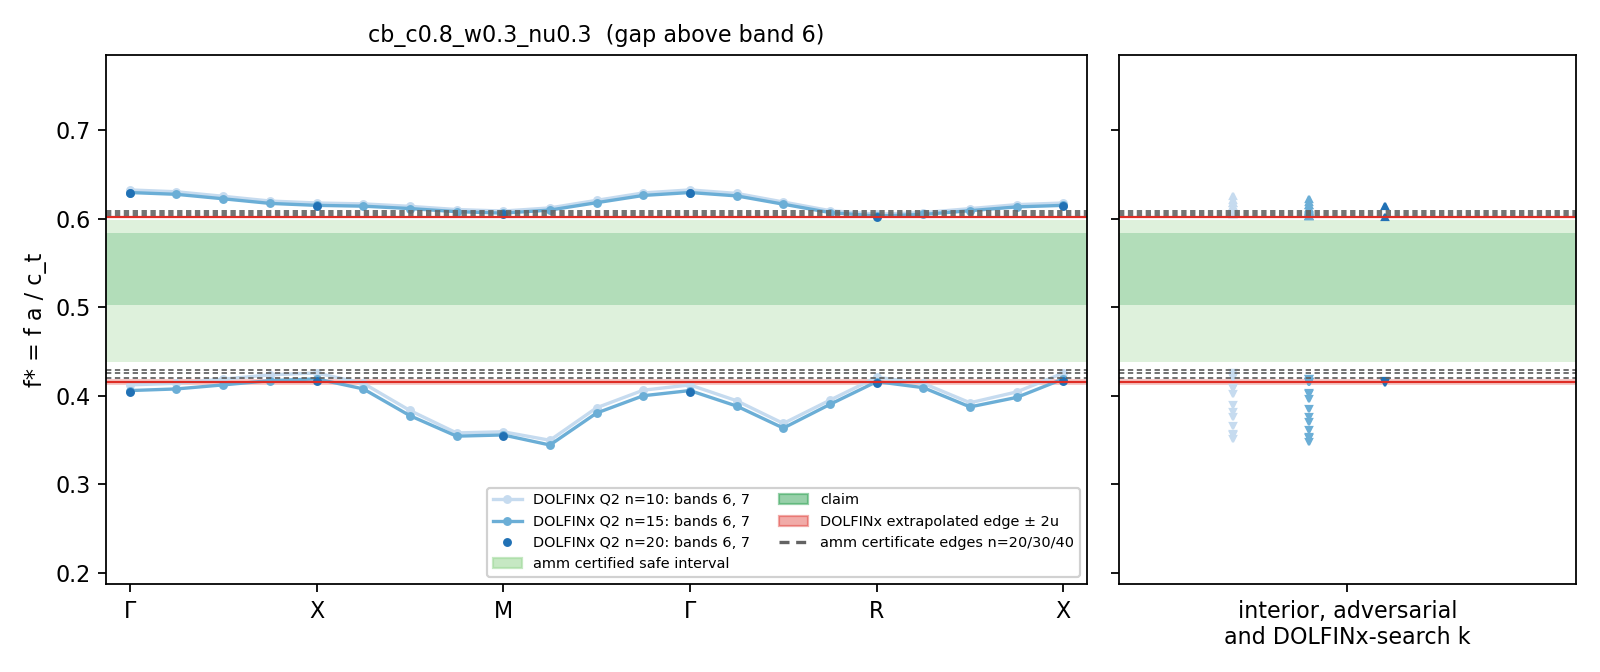 cb_c0.8_w0.3_nu0.3  (gap above band 6)
f* = f a / c_t
0.7
0.6
0.5
0.4
0.3
0.2
DOLFINx Q2 n=10: bands 6, 7
DOLFINx Q2 n=15: bands 6, 7
DOLFINx Q2 n=20: bands 6, 7
amm certified safe interval
claim
DOLFINx extrapolated edge ± 2u
amm certificate edges n=20/30/40
Γ X M Γ R X
interior, adversarial
and DOLFINx-search k